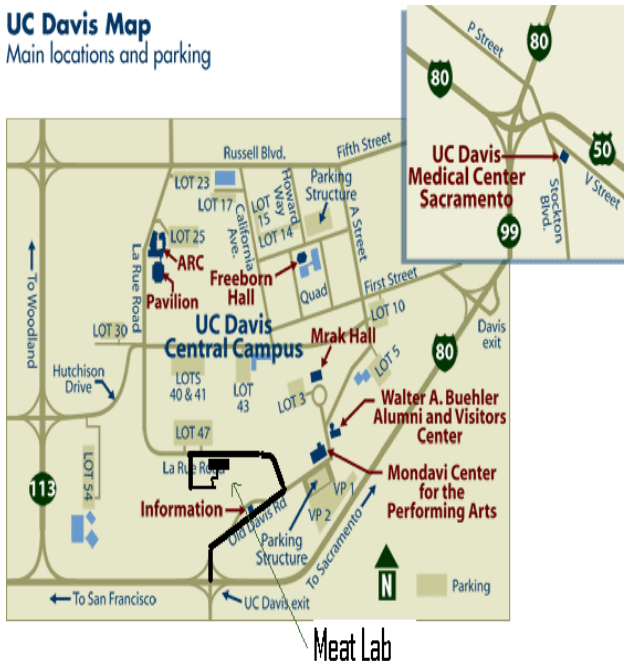 UC Davis Map
Main locations and parking
80
P Street
80
UC Davis
Medical Center
Sacramento
50
V Street
Stockton
Blvd.
99
Fifth Street
Russell Blvd.
Parking
Structure
LOT 23
LOT 17
LOT
15
Howard
Way
A Street
California
Ave.
LOT 14
LOT 25
ARC
Pavilion
Freeborn
Hall
Quad
First Street
La Rue Road
To Woodland
UC Davis
Central Campus
LOT 10
Mrak Hall
Davis
exit
80
LOT 30
LOT 5
Hutchison
Drive
LOTS
40 & 41
LOT
43
LOT 3
Walter A. Buehler
Alumni and Visitors
Center
LOT 47
La Rue Road
Mondavi Center
for the
Performing Arts
113
LOT 54
Information
Old Davis Rd
VP 1
VP 2
Parking
Structure
To Sacramento
N
Parking
To San Francisco
UC Davis exit
Meat Lab